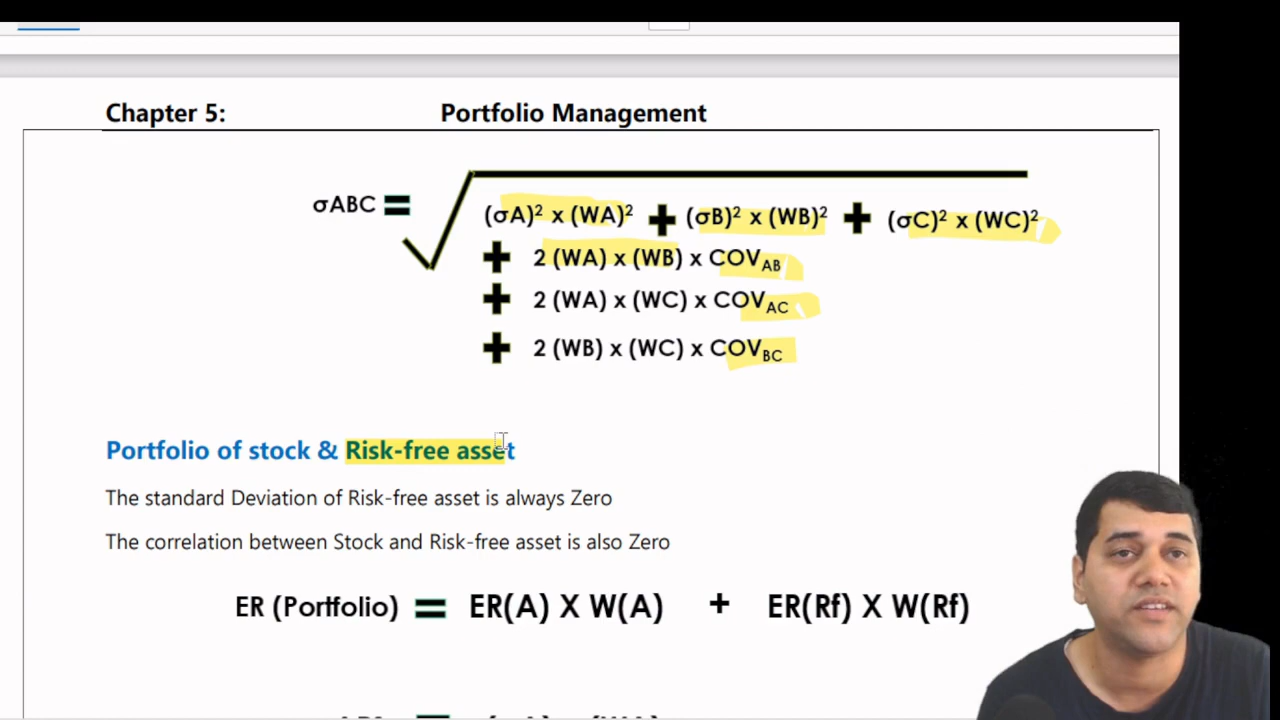 Chapter 5: Portfolio Management
σABC = √ (σA)² x (WA)² + (σB)² x (WB)² + (σC)² x (WC)²
+ 2 (WA) x (WB) x COV_AB
+ 2 (WA) x (WC) x COV_AC
+ 2 (WB) x (WC) x COV_BC
Portfolio of stock & Risk-free asset
The standard Deviation of Risk-free asset is always Zero
The correlation between Stock and Risk-free asset is also Zero
ER (Portfolio) = ER(A) X W(A) + ER(Rf) X W(Rf)